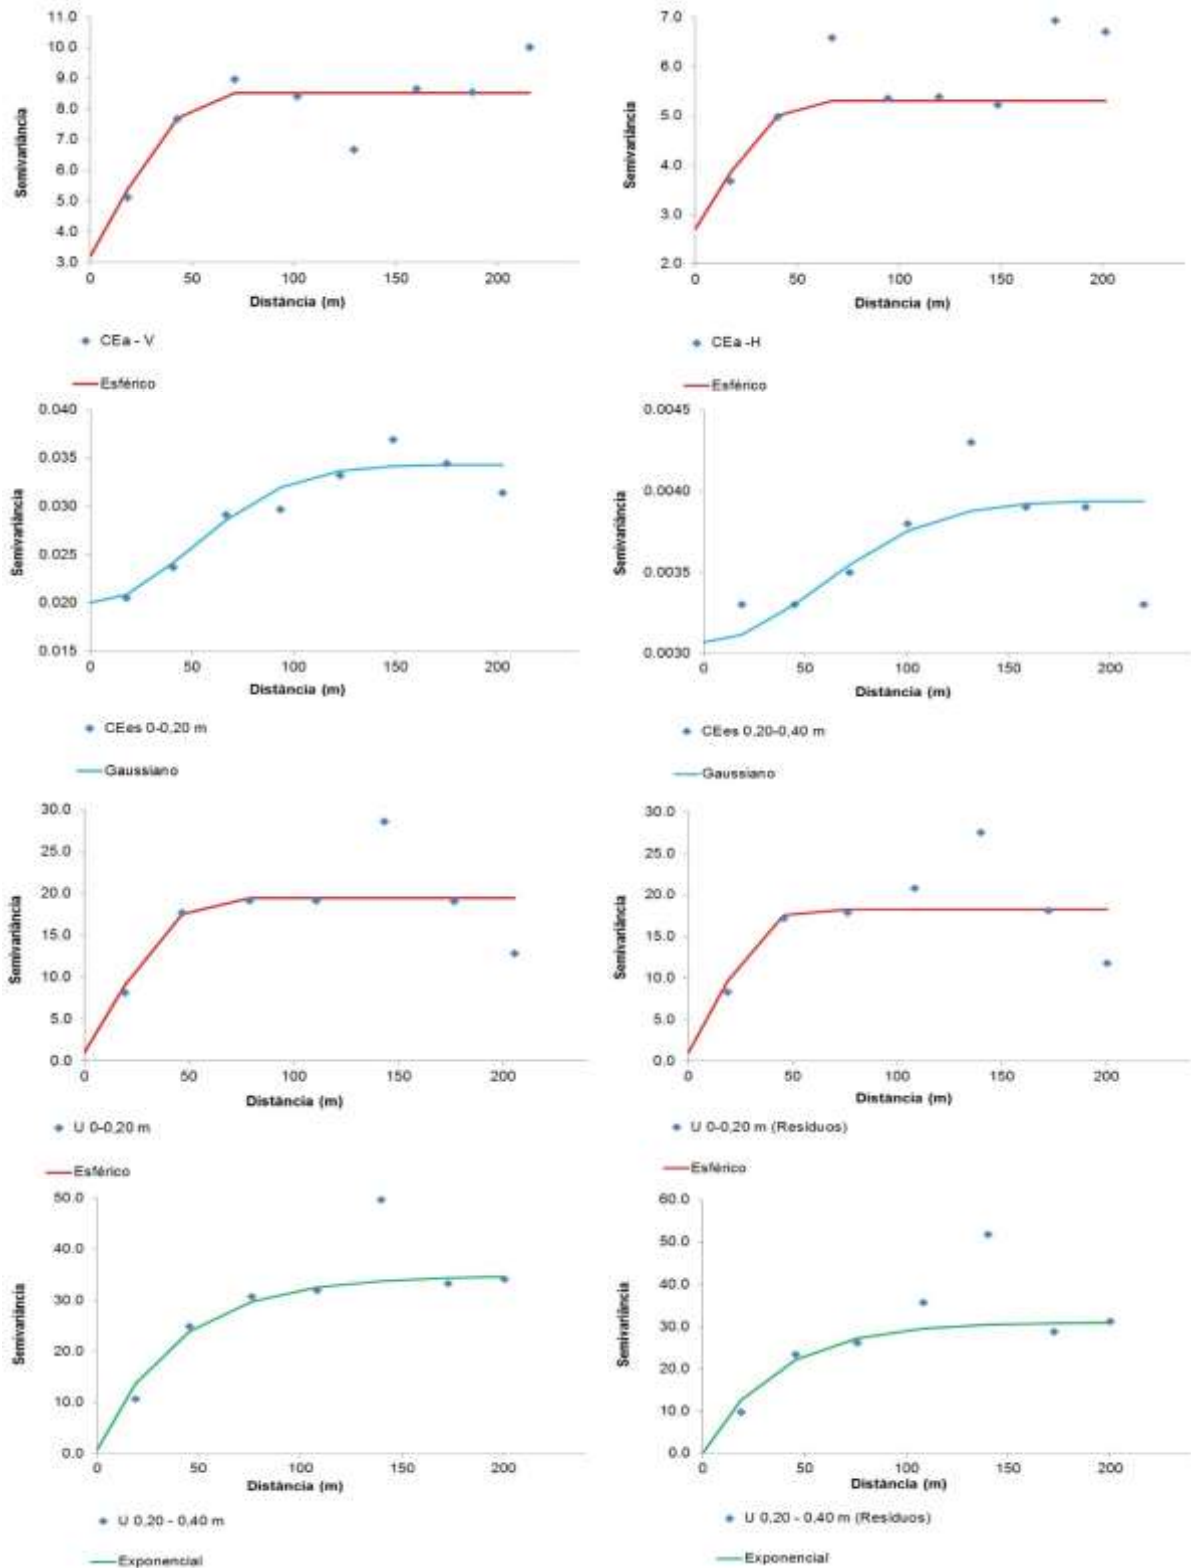 Semivariância
11.0
10.0
9.0
8.0
7.0
6.0
5.0
4.0
3.0
0 50 100 150 200
Distância (m)
CEa - V
Esférico
Semivariância
7.0
6.0
5.0
4.0
3.0
2.0
0 50 100 150 200
Distância (m)
CEa -H
Esférico
Semivariância
0.040
0.035
0.030
0.025
0.020
0.015
0 50 100 150 200
Distância (m)
CEes 0-0,20 m
Gaussiano
Semivariância
0.0045
0.0040
0.0035
0.0030
0 50 100 150 200
Distância (m)
CEes 0,20-0,40 m
Gaussiano
Semivariância
30.0
25.0
20.0
15.0
10.0
5.0
0.0
0 50 100 150 200
Distância (m)
U 0-0,20 m
Esférico
Semivariância
30.0
25.0
20.0
15.0
10.0
5.0
0.0
0 50 100 150 200
Distância (m)
U 0-0,20 m (Resíduos)
Esférico
Semivariância
50.0
40.0
30.0
20.0
10.0
0.0
0 50 100 150 200
Distância (m)
U 0,20 - 0,40 m
Exponencial
Semivariância
60.0
50.0
40.0
30.0
20.0
10.0
0.0
0 50 100 150 200
Distância (m)
U 0,20 - 0,40 m (Resíduos)
Exponencial